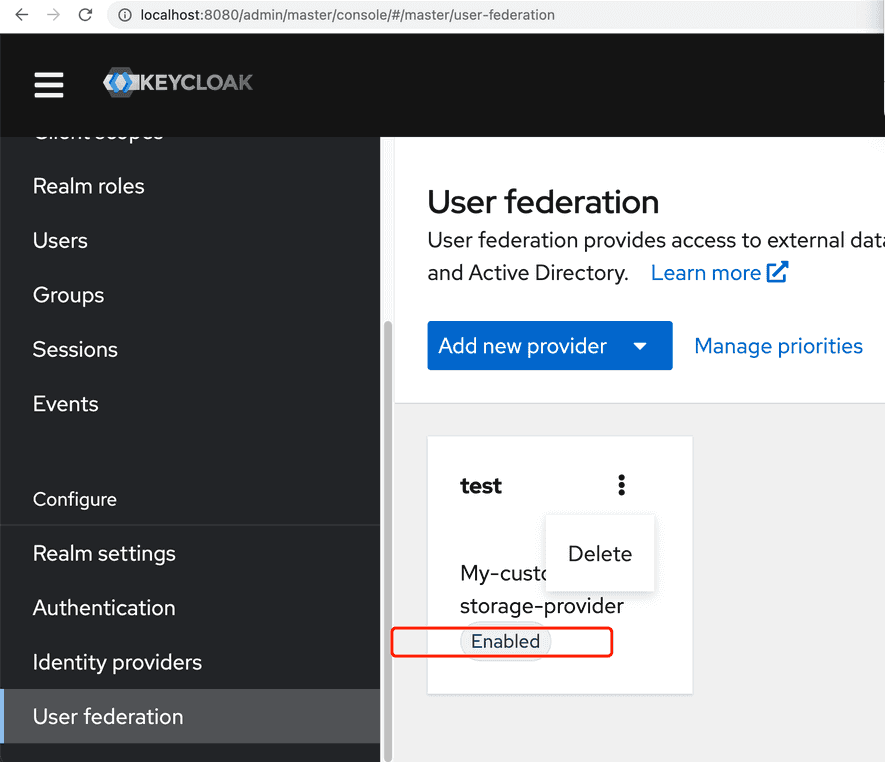 localhost:8080/admin/master/console/#/master/user-federation
KEYCLOAK
Client scopes
Realm roles
Users
Groups
Sessions
Events
Configure
Realm settings
Authentication
Identity providers
User federation
User federation
User federation provides access to external data
and Active Directory. Learn more
Add new provider
Manage priorities
test
Delete
My-custo
storage-provider
Enabled